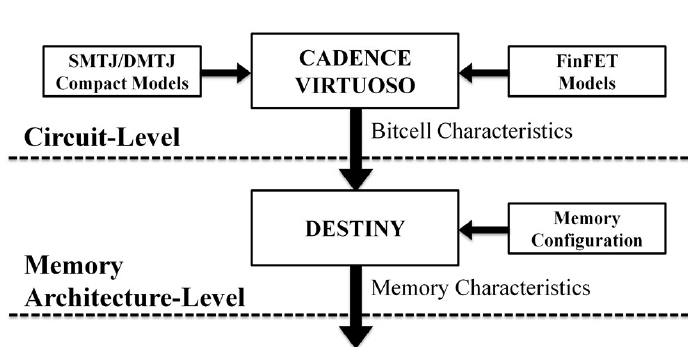 SMTJ/DMTJ
Compact Models
CADENCE
VIRTUOSO
FinFET
Models
Circuit-Level
Bitcell Characteristics
DESTINY
Memory
Configuration
Memory
Architecture-Level
Memory Characteristics